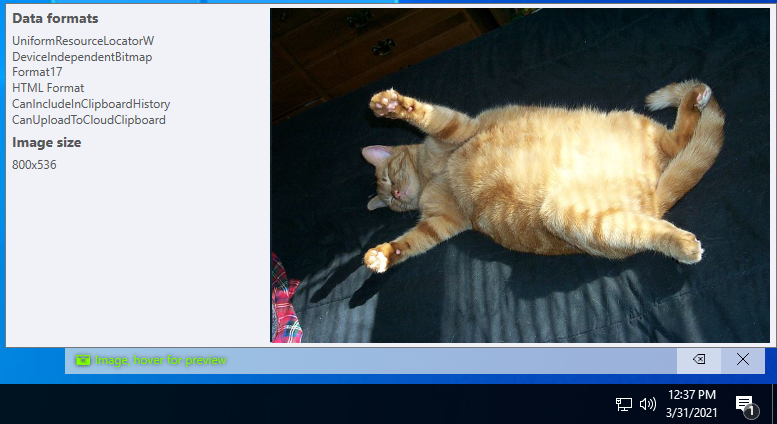 Data formats
UniformResourceLocatorW
DeviceIndependentBitmap
Format17
HTML Format
CanIncludeInClipboardHistory
CanUploadToCloudClipboard
Image size
800x536
Image, hover for preview
12:37 PM
3/31/2021
1